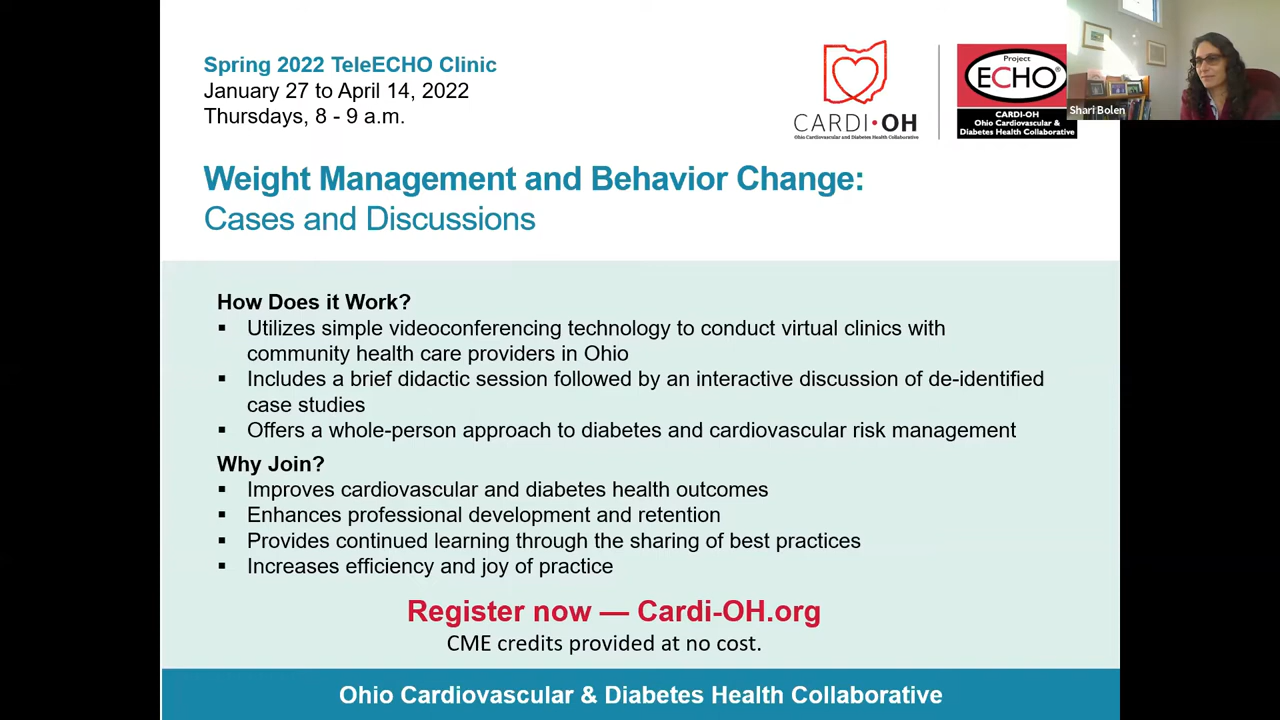 Spring 2022 TeleECHO Clinic
January 27 to April 14, 2022
Thursdays, 8 - 9 a.m.
CARDI•OH
Ohio Cardiovascular and Diabetes Health Collaborative
Project
ECHO®
CARDI-OH
Ohio Cardiovascular &
Diabetes Health Collaborative
Shari Bolen
Weight Management and Behavior Change:
Cases and Discussions
How Does it Work?
▪ Utilizes simple videoconferencing technology to conduct virtual clinics with
community health care providers in Ohio
▪ Includes a brief didactic session followed by an interactive discussion of de-identified
case studies
▪ Offers a whole-person approach to diabetes and cardiovascular risk management
Why Join?
▪ Improves cardiovascular and diabetes health outcomes
▪ Enhances professional development and retention
▪ Provides continued learning through the sharing of best practices
▪ Increases efficiency and joy of practice
Register now — Cardi-OH.org
CME credits provided at no cost.
Ohio Cardiovascular & Diabetes Health Collaborative